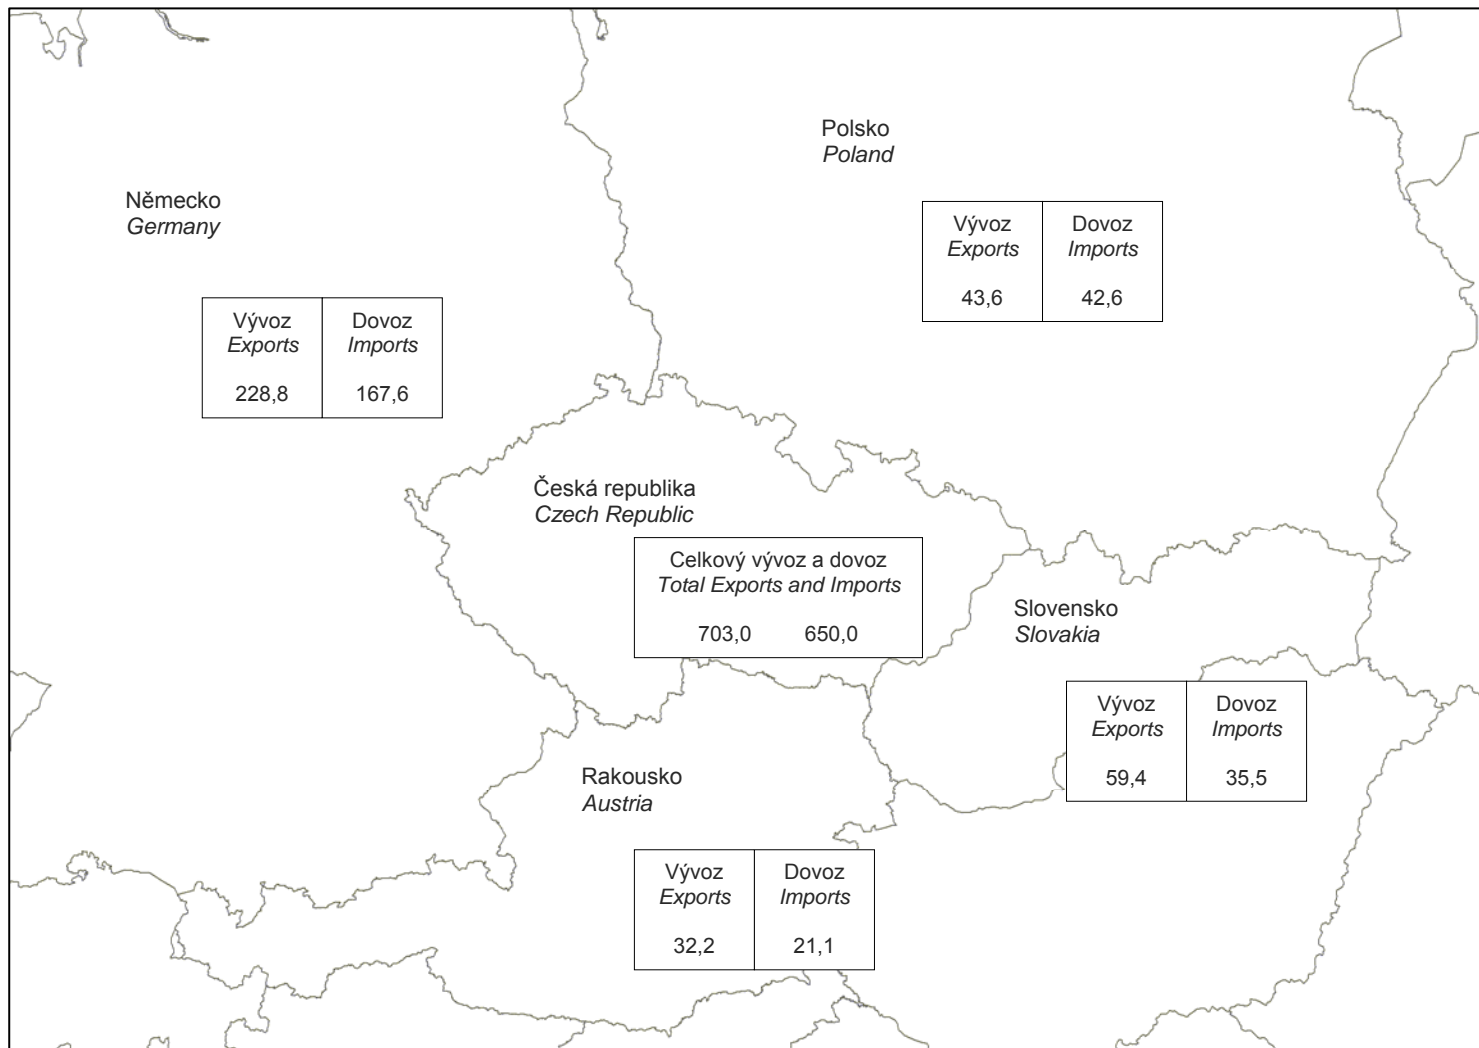 Polsko
Poland
Německo
Germany
Vývoz
Exports
43,6
Dovoz
Imports
42,6
Vývoz
Exports
228,8
Dovoz
Imports
167,6
Česká republika
Czech Republic
Celkový vývoz a dovoz
Total Exports and Imports
703,0 650,0
Slovensko
Slovakia
Vývoz
Exports
59,4
Dovoz
Imports
35,5
Rakousko
Austria
Vývoz
Exports
32,2
Dovoz
Imports
21,1